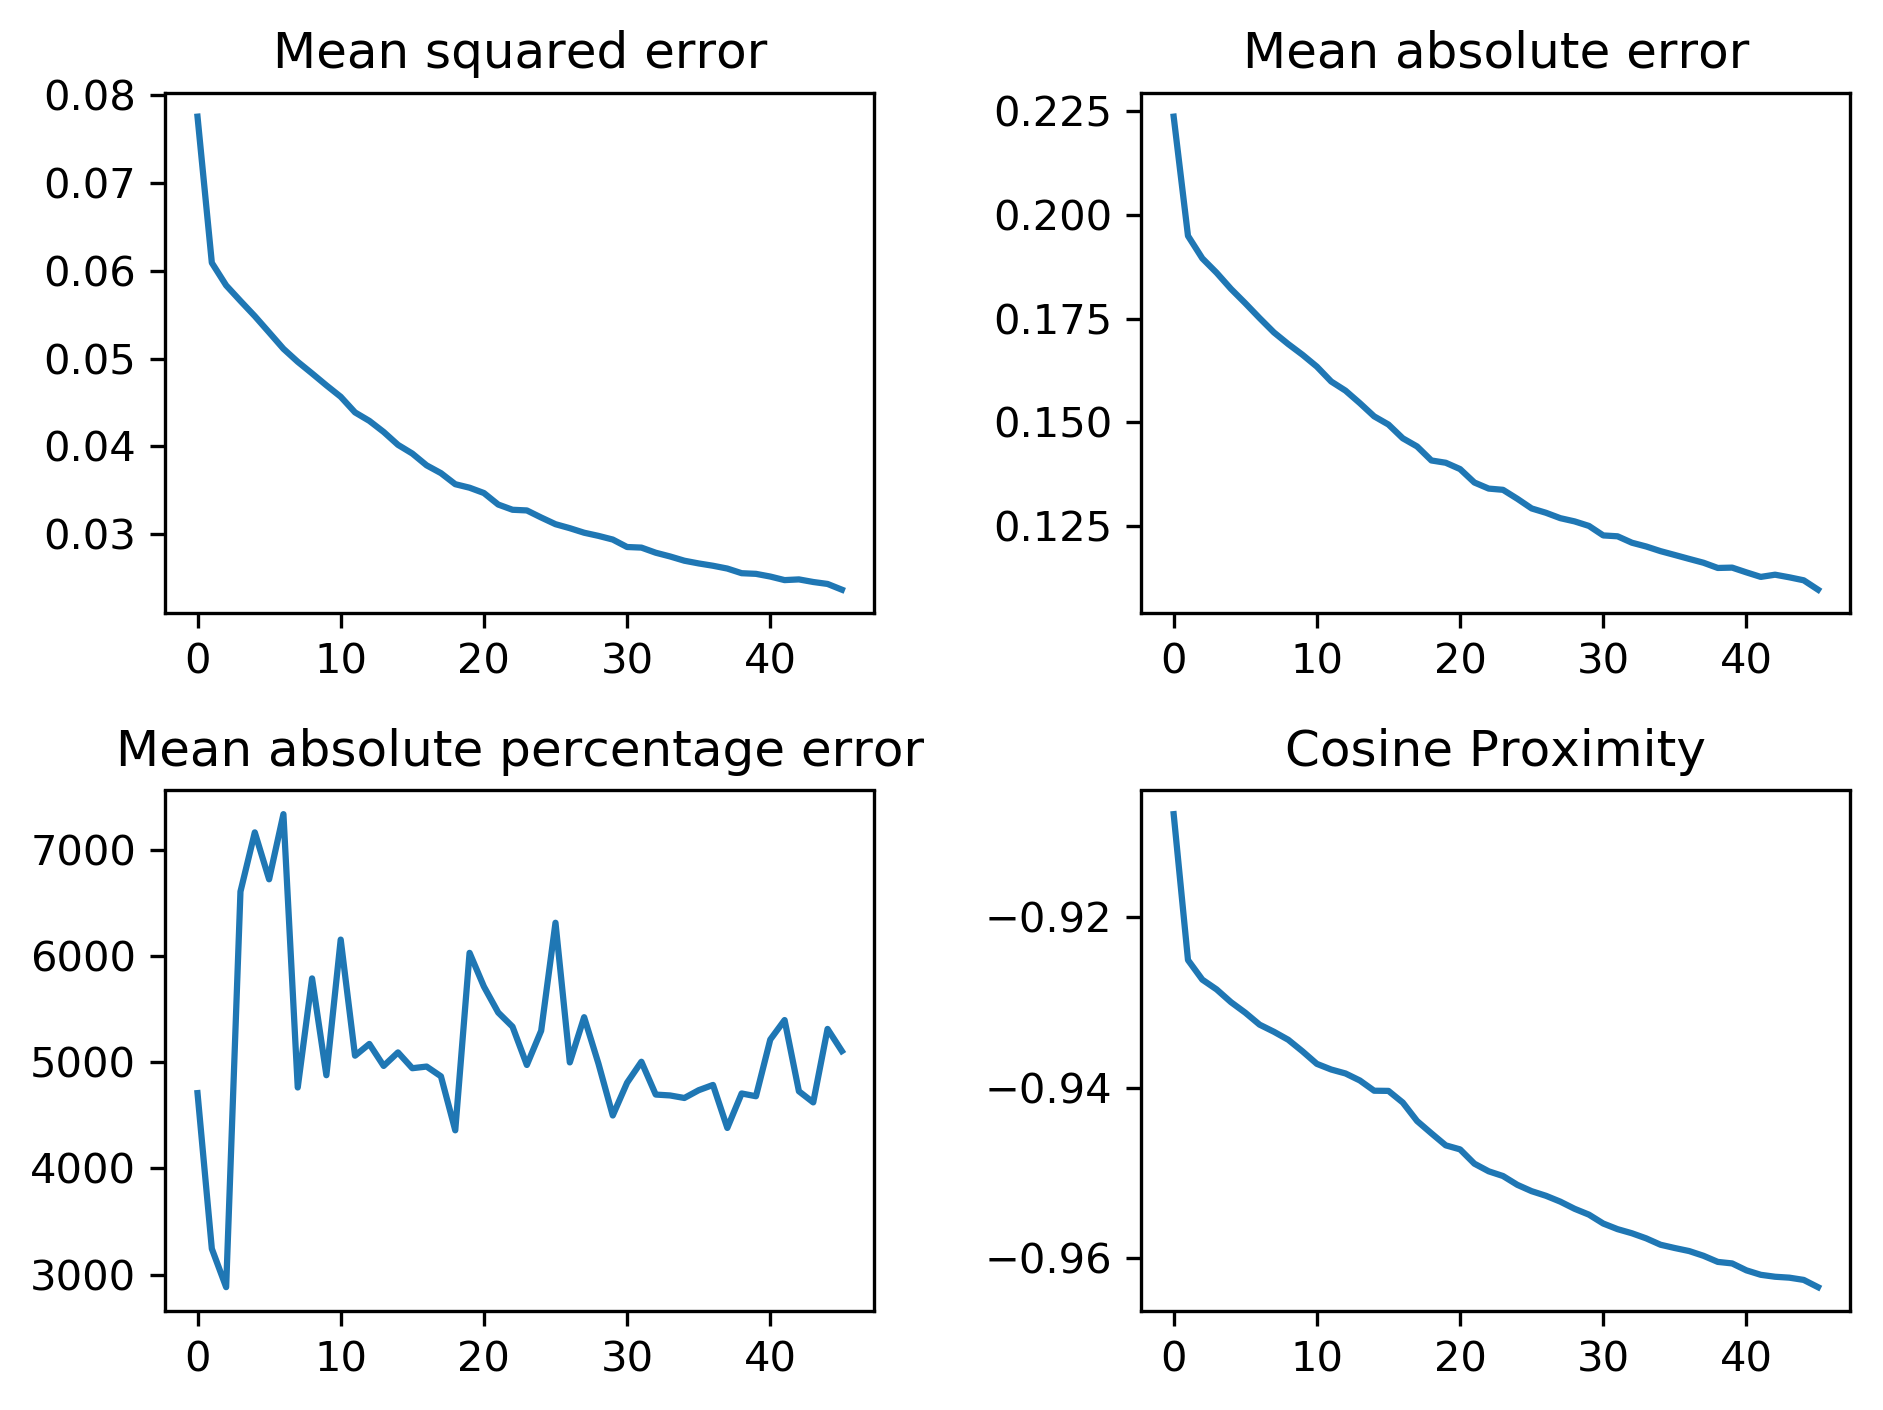 Mean squared error
0.08
0.07
0.06
0.05
0.04
0.03
0 10 20 30 40
Mean absolute error
0.225
0.200
0.175
0.150
0.125
0 10 20 30 40
Mean absolute percentage error
7000
6000
5000
4000
3000
0 10 20 30 40
Cosine Proximity
−0.92
−0.94
−0.96
0 10 20 30 40